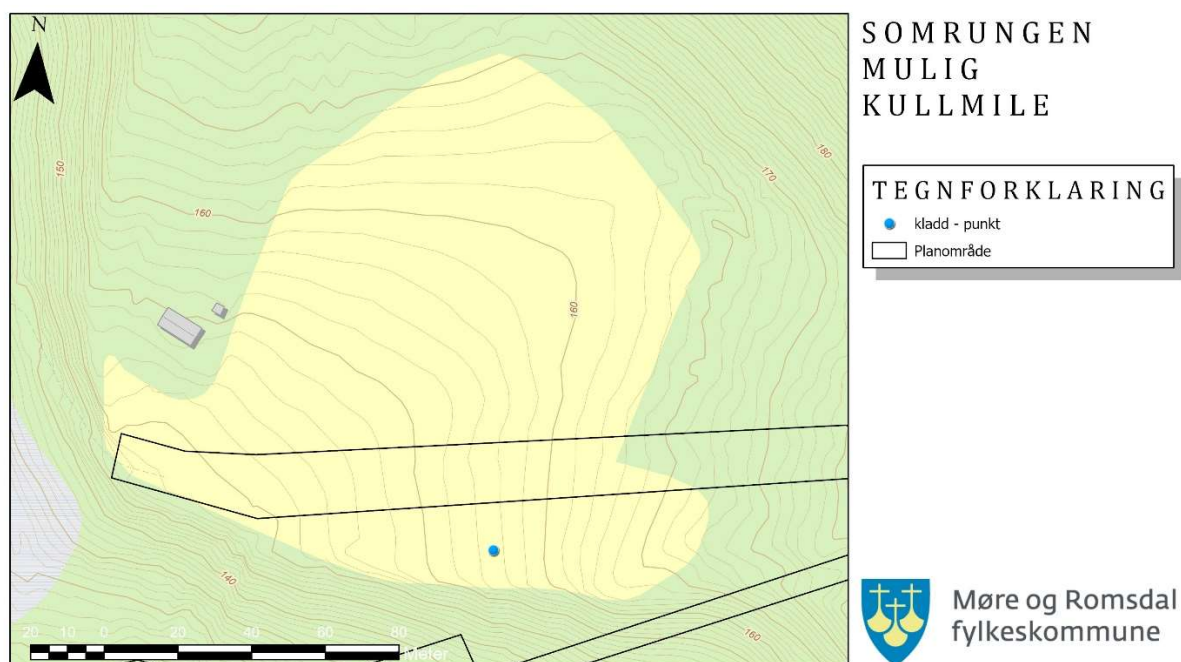 N
SOMRUNGEN
MULIG
KULLMILE
TEGNFORKLARING
kladd - punkt
Planområde
180
170
150
160
160
140
160
20 10 0 20 40 60 80
Meter
Møre og Romsdal
fylkeskommune